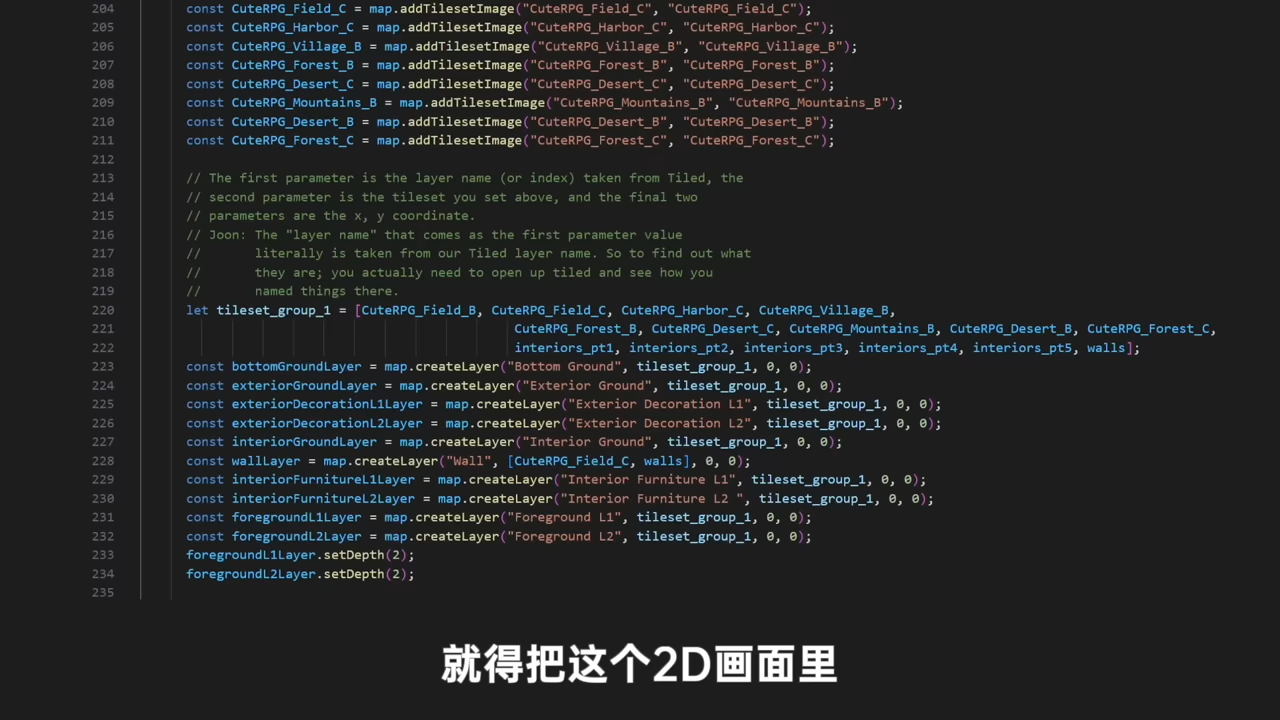 204 const CuteRPG_Field_C = map.addTilesetImage("CuteRPG_Field_C", "CuteRPG_Field_C");
205 const CuteRPG_Harbor_C = map.addTilesetImage("CuteRPG_Harbor_C", "CuteRPG_Harbor_C");
206 const CuteRPG_Village_B = map.addTilesetImage("CuteRPG_Village_B", "CuteRPG_Village_B");
207 const CuteRPG_Forest_B = map.addTilesetImage("CuteRPG_Forest_B", "CuteRPG_Forest_B");
208 const CuteRPG_Desert_C = map.addTilesetImage("CuteRPG_Desert_C", "CuteRPG_Desert_C");
209 const CuteRPG_Mountains_B = map.addTilesetImage("CuteRPG_Mountains_B", "CuteRPG_Mountains_B");
210 const CuteRPG_Desert_B = map.addTilesetImage("CuteRPG_Desert_B", "CuteRPG_Desert_B");
211 const CuteRPG_Forest_C = map.addTilesetImage("CuteRPG_Forest_C", "CuteRPG_Forest_C");
212
213 // The first parameter is the layer name (or index) taken from Tiled, the
214 // second parameter is the tileset you set above, and the final two
215 // parameters are the x, y coordinate.
216 // Joon: The "layer name" that comes as the first parameter value
217 //       literally is taken from our Tiled layer name. So to find out what
218 //       they are; you actually need to open up tiled and see how you
219 //       named things there.
220 let tileset_group_1 = [CuteRPG_Field_B, CuteRPG_Field_C, CuteRPG_Harbor_C, CuteRPG_Village_B,
221 CuteRPG_Forest_B, CuteRPG_Desert_C, CuteRPG_Mountains_B, CuteRPG_Desert_B, CuteRPG_Forest_C,
222 interiors_pt1, interiors_pt2, interiors_pt3, interiors_pt4, interiors_pt5, walls];
223 const bottomGroundLayer = map.createLayer("Bottom Ground", tileset_group_1, 0, 0);
224 const exteriorGroundLayer = map.createLayer("Exterior Ground", tileset_group_1, 0, 0);
225 const exteriorDecorationL1Layer = map.createLayer("Exterior Decoration L1", tileset_group_1, 0, 0);
226 const exteriorDecorationL2Layer = map.createLayer("Exterior Decoration L2", tileset_group_1, 0, 0);
227 const interiorGroundLayer = map.createLayer("Interior Ground", tileset_group_1, 0, 0);
228 const wallLayer = map.createLayer("Wall", [CuteRPG_Field_C, walls], 0, 0);
229 const interiorFurnitureL1Layer = map.createLayer("Interior Furniture L1", tileset_group_1, 0, 0);
230 const interiorFurnitureL2Layer = map.createLayer("Interior Furniture L2 ", tileset_group_1, 0, 0);
231 const foregroundL1Layer = map.createLayer("Foreground L1", tileset_group_1, 0, 0);
232 const foregroundL2Layer = map.createLayer("Foreground L2", tileset_group_1, 0, 0);
233 foregroundL1Layer.setDepth(2);
234 foregroundL2Layer.setDepth(2);
235
就得把这个2D画面里